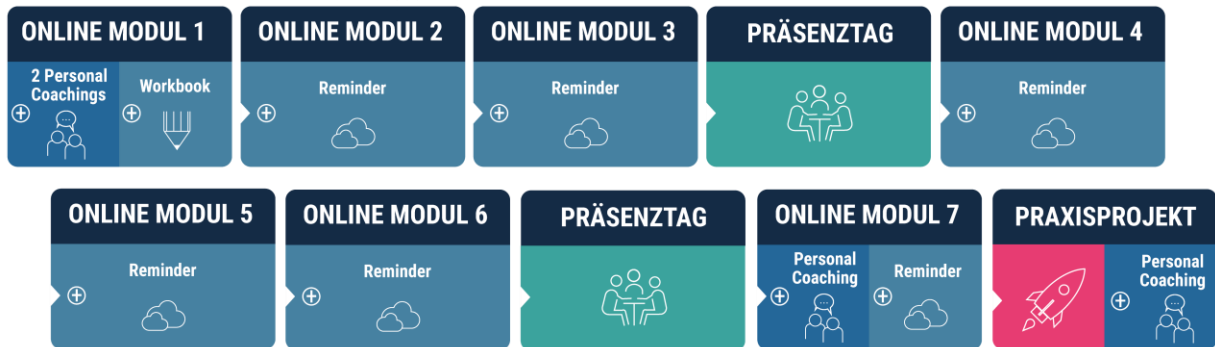 ONLINE MODUL 1
2 Personal
Coachings
Workbook
ONLINE MODUL 2
Reminder
ONLINE MODUL 3
Reminder
PRÄSENZTAG
ONLINE MODUL 4
Reminder
ONLINE MODUL 5
Reminder
ONLINE MODUL 6
Reminder
PRÄSENZTAG
ONLINE MODUL 7
Personal
Coaching
Reminder
PRAXISPROJEKT
Personal
Coaching